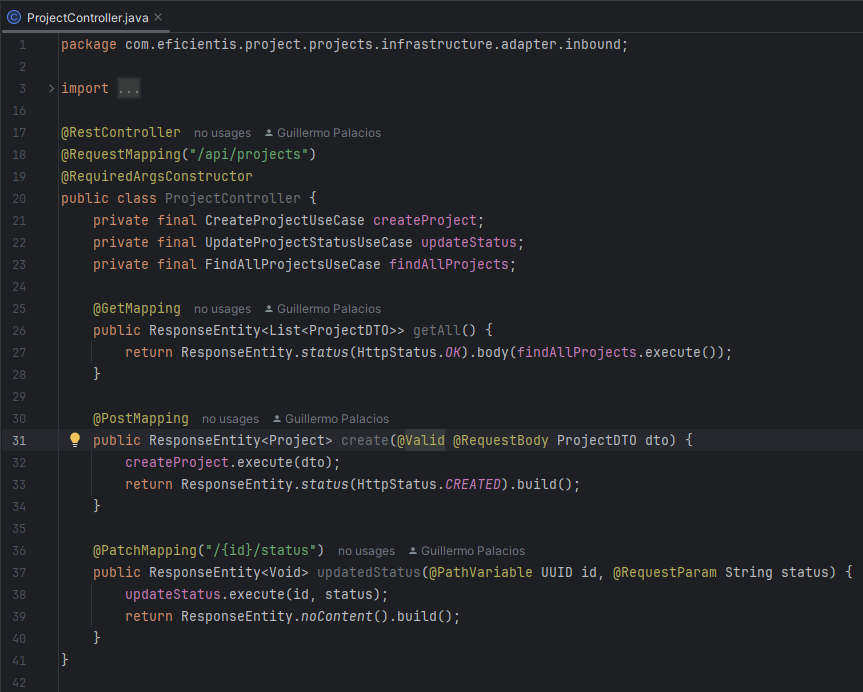 ProjectController.java
1 package com.eficientis.project.projects.infrastructure.adapter.inbound;
2
3 import ...
16
17 @RestController no usages Guillermo Palacios
18 @RequestMapping("/api/projects")
19 @RequiredArgsConstructor
20 public class ProjectController {
21 private final CreateProjectUseCase createProject;
22 private final UpdateProjectStatusUseCase updateStatus;
23 private final FindAllProjectsUseCase findAllProjects;
24
25 @GetMapping no usages Guillermo Palacios
26 public ResponseEntity<List<ProjectDTO>> getAll() {
27 return ResponseEntity.status(HttpStatus.OK).body(findAllProjects.execute());
28 }
29
30 @PostMapping no usages Guillermo Palacios
31 public ResponseEntity<Project> create(@Valid @RequestBody ProjectDTO dto) {
32 createProject.execute(dto);
33 return ResponseEntity.status(HttpStatus.CREATED).build();
34 }
35
36 @PatchMapping("/{id}/status") no usages Guillermo Palacios
37 public ResponseEntity<Void> updatedStatus(@PathVariable UUID id, @RequestParam String status) {
38 updateStatus.execute(id, status);
39 return ResponseEntity.noContent().build();
40 }
41 }
42